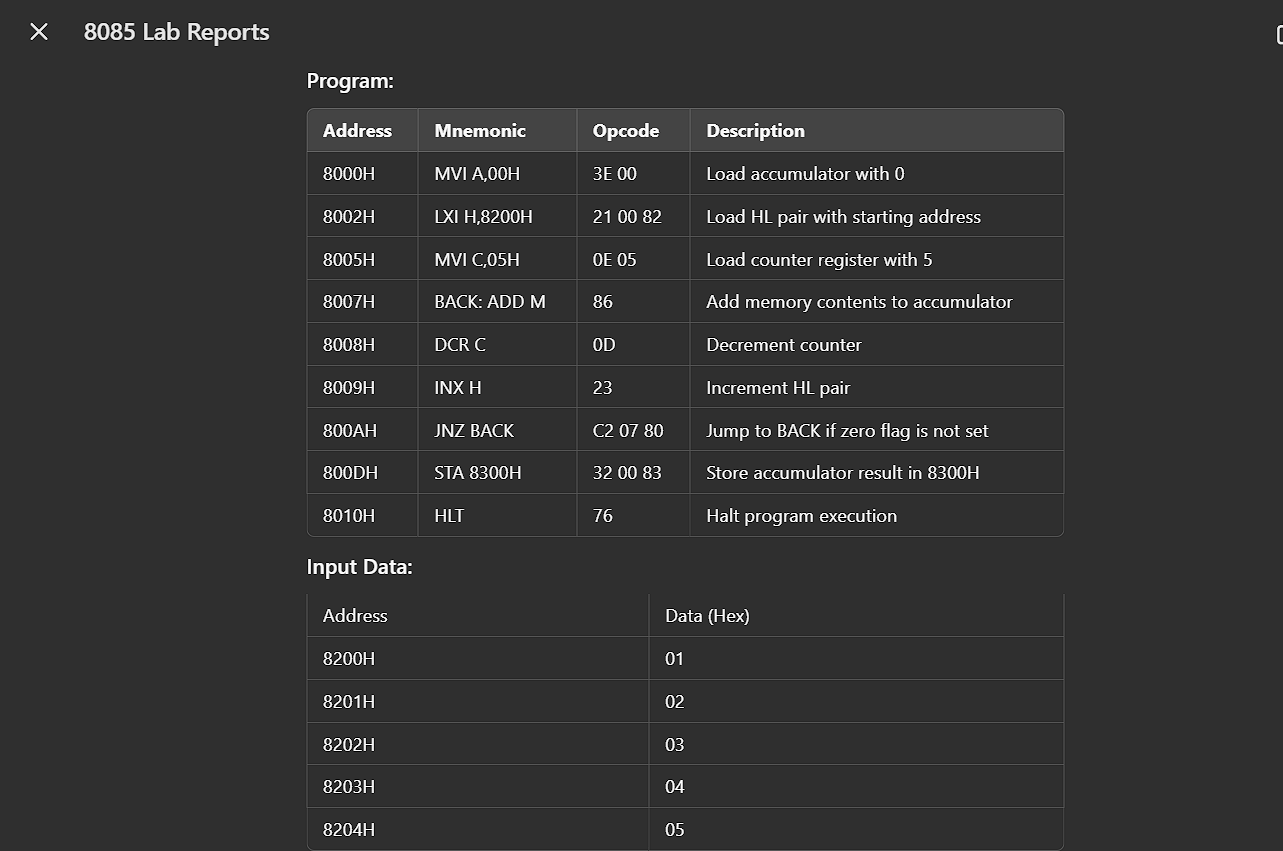 8085 Lab Reports
Program:
Address Mnemonic Opcode Description
8000H MVI A,00H 3E 00 Load accumulator with 0
8002H LXI H,8200H 21 00 82 Load HL pair with starting address
8005H MVI C,05H 0E 05 Load counter register with 5
8007H BACK: ADD M 86 Add memory contents to accumulator
8008H DCR C 0D Decrement counter
8009H INX H 23 Increment HL pair
800AH JNZ BACK C2 07 80 Jump to BACK if zero flag is not set
800DH STA 8300H 32 00 83 Store accumulator result in 8300H
8010H HLT 76 Halt program execution
Input Data:
Address Data (Hex)
8200H 01
8201H 02
8202H 03
8203H 04
8204H 05